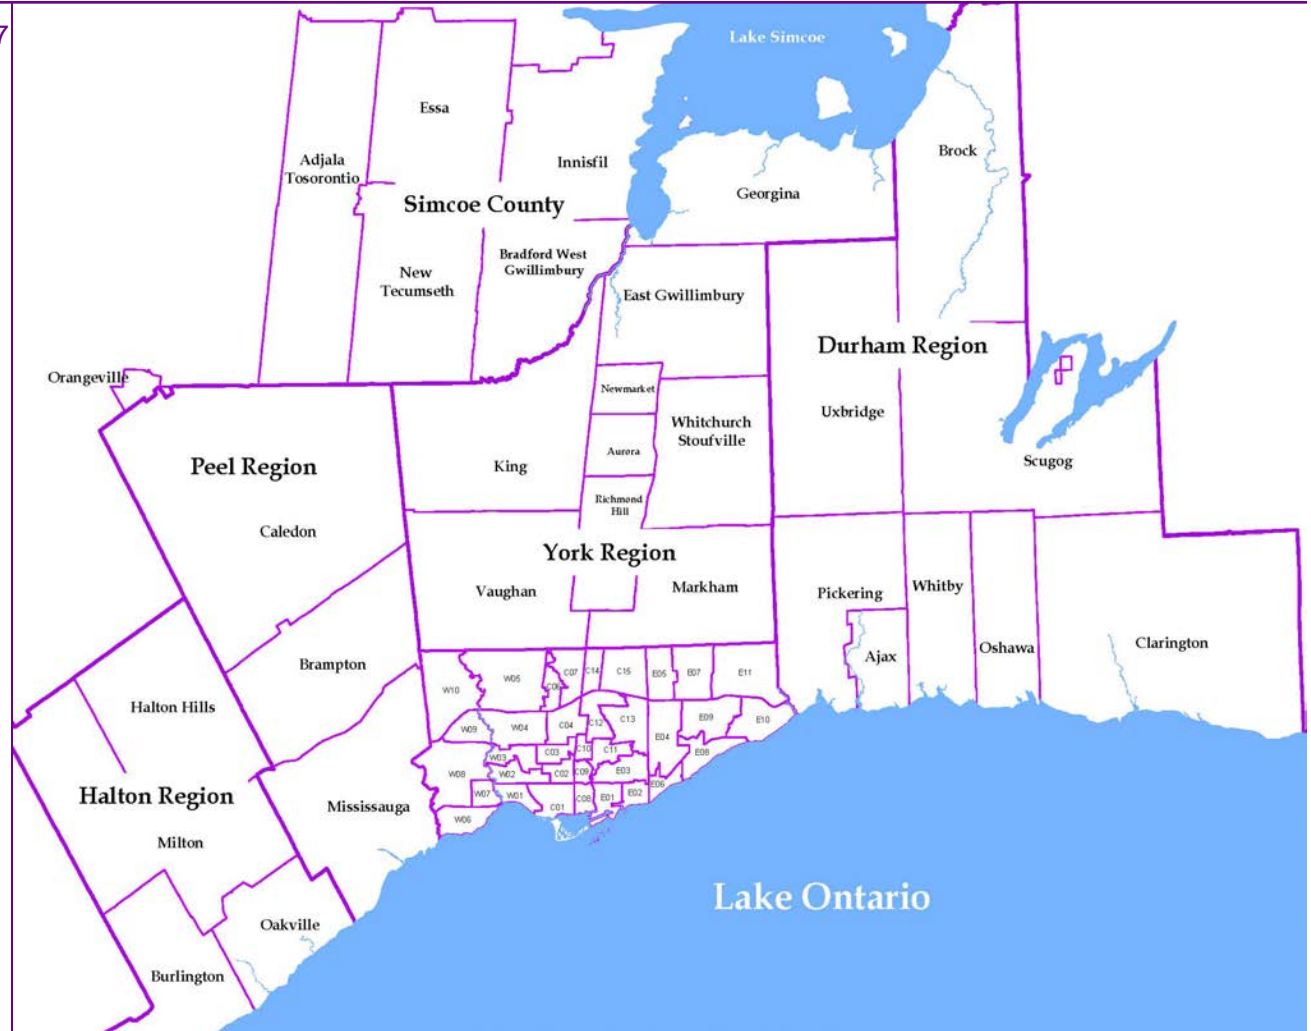 7
Lake Simcoe
Essa
Brock
Adjala
Tosorontio
Innisfil
Georgina
Simcoe County
Bradford West
Gwillimbury
New
Tecumseth
East Gwillimbury
Durham Region
Orangeville
Newmarket
Uxbridge
Whitchurch
Stoufville
Aurora
Peel Region
King
Scugog
Richmond
Hill
Caledon
York Region
Vaughan
Markham
Pickering
Whitby
Ajax
Oshawa
Clarington
Brampton
W10
W05
C06
C07
C14
C15
E05
E07
E11
Halton Hills
W09
W04
C04
C12
C13
E04
E09
E10
W03
C03
C10
C11
E08
W08
W02
C02
C09
E03
E06
Halton Region
Mississauga
W07
W01
C01
C08
E01
E02
W06
Milton
Lake Ontario
Oakville
Burlington